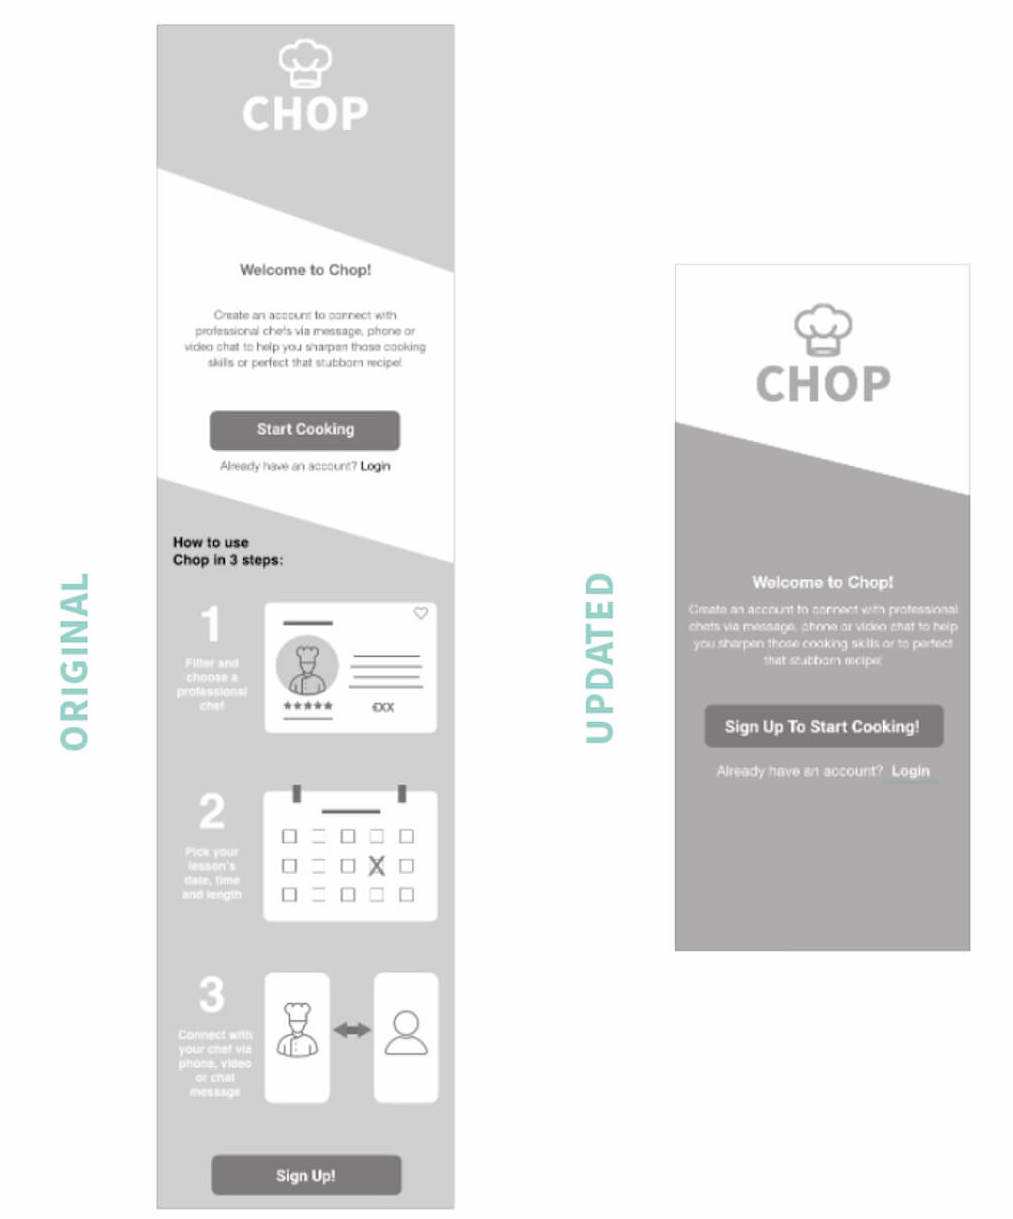 ORIGINAL
CHOP
Welcome to Chop!
Create an account to connect with
professional chefs via message, phone or
video chat to help you sharpen those cooking
skills or perfect that stubborn recipe!
Start Cooking
Already have an account? Login
How to use
Chop in 3 steps:
1
Filter and
choose a
professional
chef
★★★★★
€XX
2
Pick your
lesson's
date, time
and length
X
3
Connect with
your chef via
phone, video
or chat
message
Sign Up!
UPDATED
CHOP
Welcome to Chop!
Create an account to connect with professional
chefs via message, phone or video chat to help
you sharpen those cooking skills or to perfect
that stubborn recipe!
Sign Up To Start Cooking!
Already have an account? Login